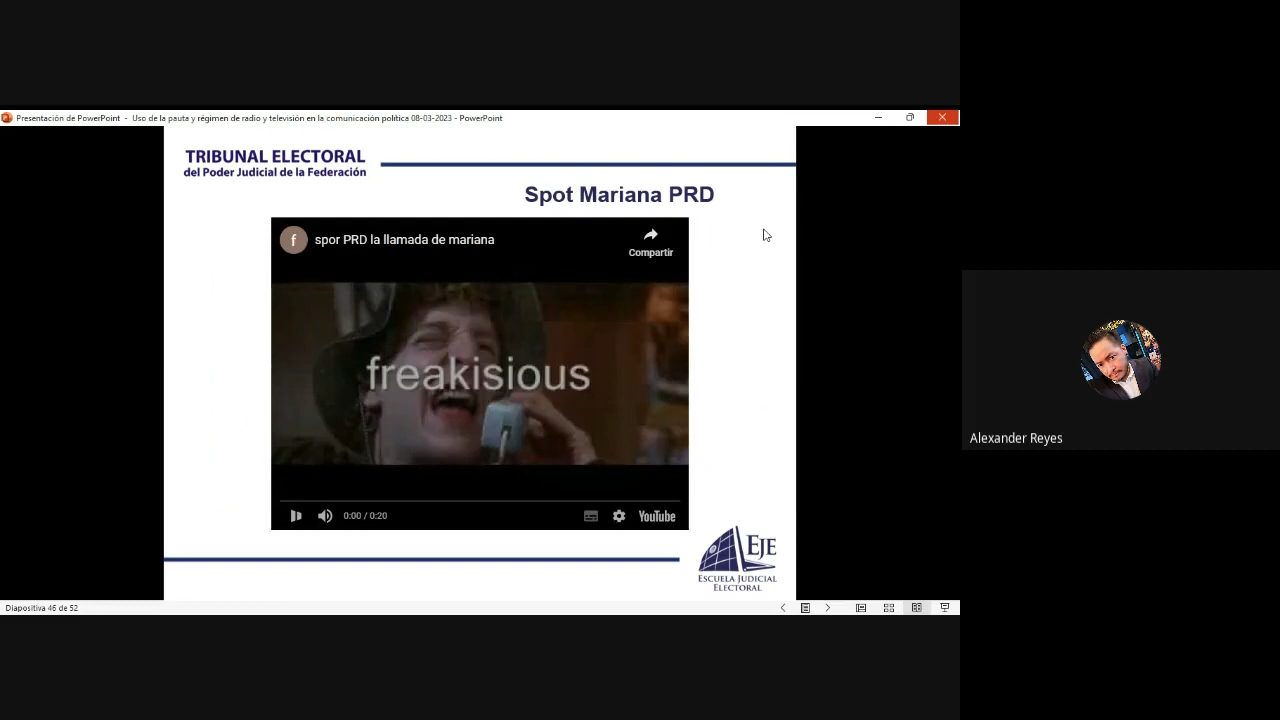 Presentación de PowerPoint - Uso de la pauta y régimen de radio y televisión en la comunicación política 08-03-2023 - PowerPoint
TRIBUNAL ELECTORAL
del Poder Judicial de la Federación
Spot Mariana PRD
f
spor PRD la llamada de mariana
Compartir
freakisious
0:00 / 0:20
YouTube
EJE
ESCUELA JUDICIAL
ELECTORAL
Diapositiva 46 de 52
Alexander Reyes